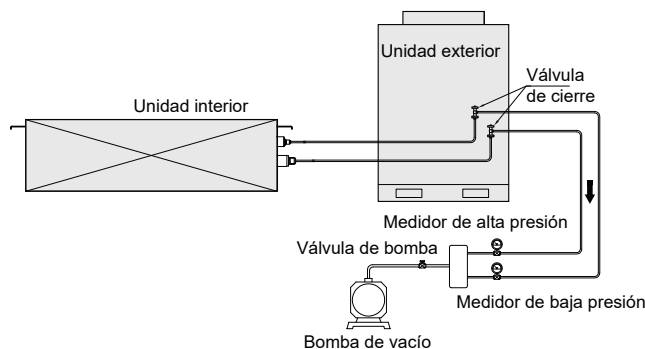 Unidad exterior
Válvula
de cierre
Unidad interior
Medidor de alta presión
Válvula de bomba
Medidor de baja presión
Bomba de vacío